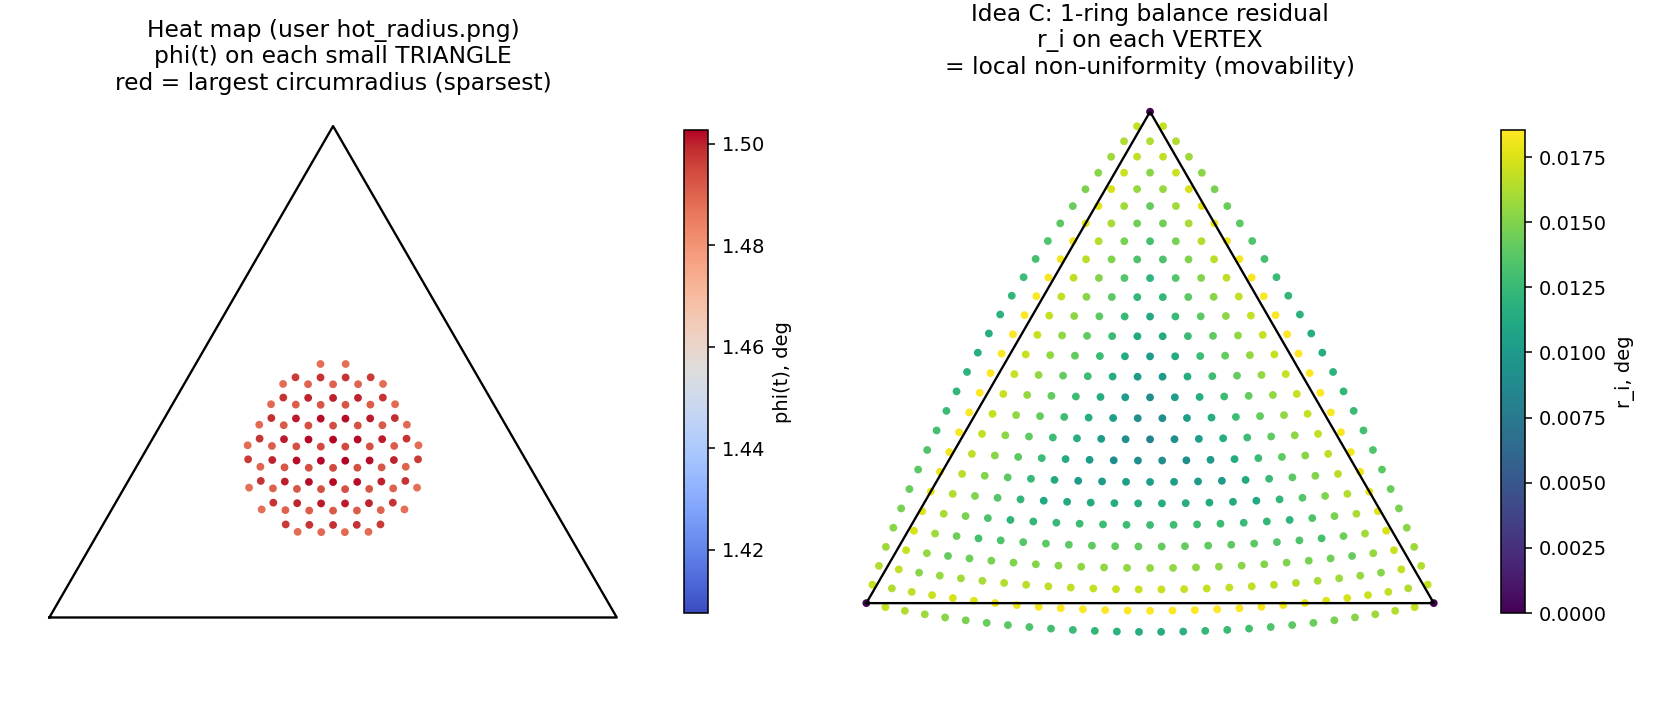 Heat map (user hot_radius.png)
phi(t) on each small TRIANGLE
red = largest circumradius (sparsest)
1.50
1.48
1.46
1.44
1.42
phi(t), deg
Idea C: 1-ring balance residual
r_i on each VERTEX
= local non-uniformity (movability)
0.0175
0.0150
0.0125
0.0100
0.0075
0.0050
0.0025
0.0000
r_i, deg